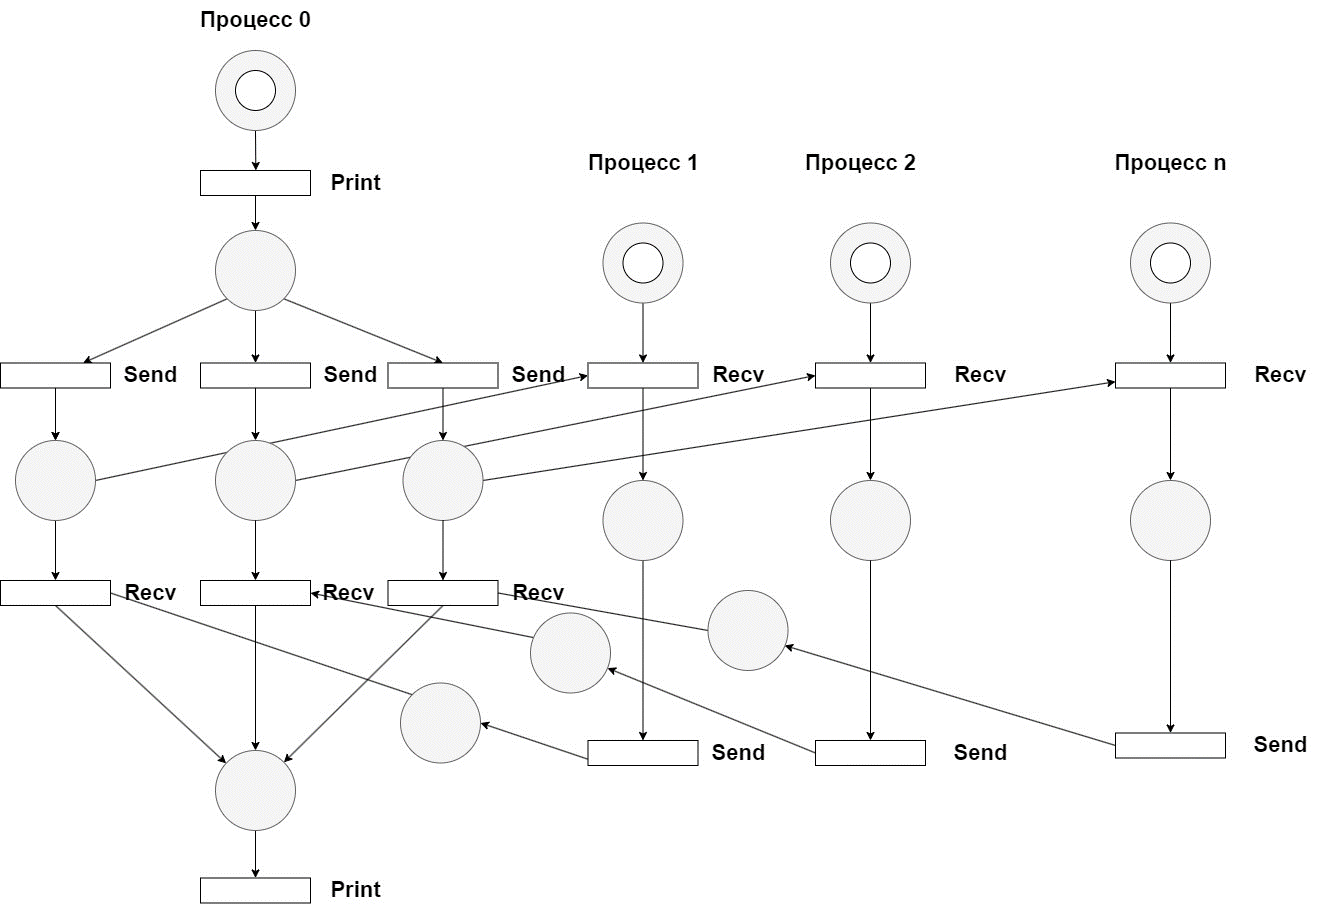 Процесс 0
Print
Процесс 1
Процесс 2
Процесс n
Send
Send
Send
Recv
Recv
Recv
Recv
Recv
Recv
Send
Send
Send
Print